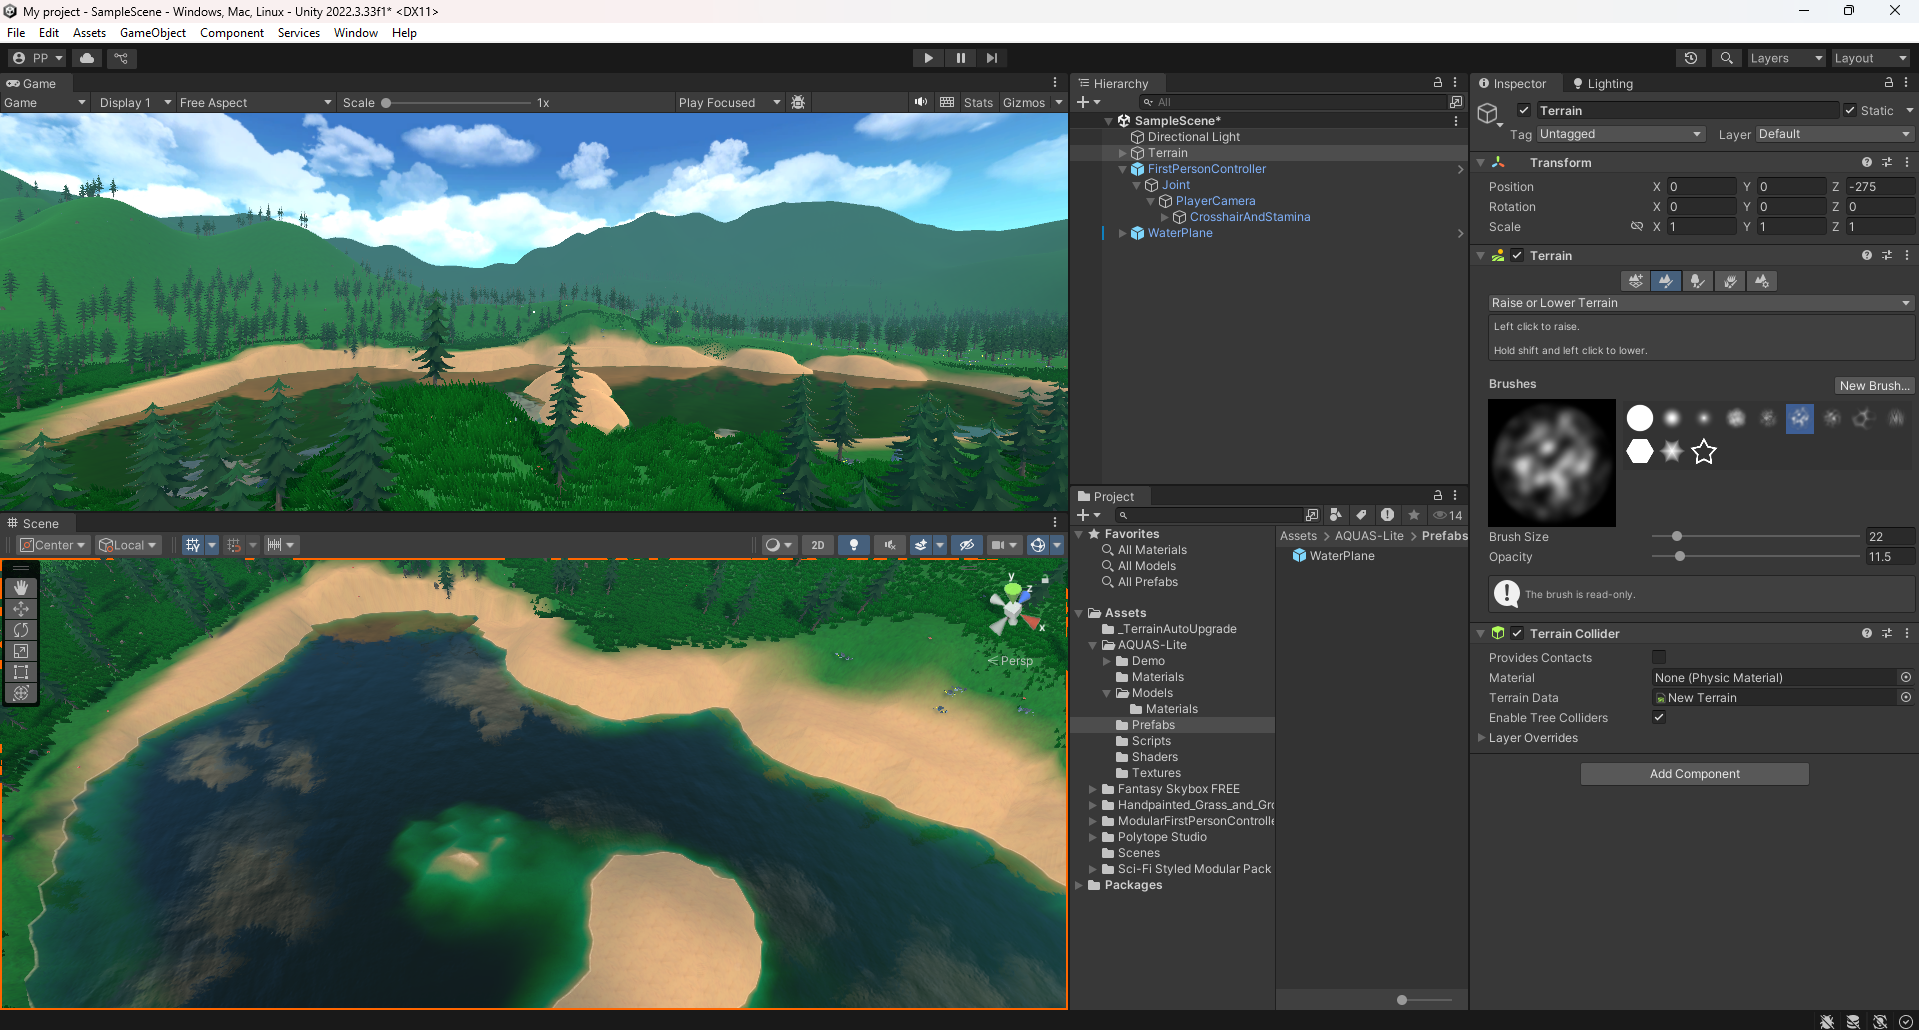 My project - SampleScene - Windows, Mac, Linux - Unity 2022.3.33f1* <DX11>
File Edit Assets GameObject Component Services Window Help
PP
Layers Layout
Game
Game Display 1 Free Aspect Scale 1x Play Focused Stats Gizmos
Scene
Center Local 2D
y
z
x
Persp
Hierarchy
All
SampleScene*
Directional Light
Terrain
FirstPersonController
Joint
PlayerCamera
CrosshairAndStamina
WaterPlane
Project
14
Favorites
All Materials
All Models
All Prefabs
Assets
_TerrainAutoUpgrade
AQUAS-Lite
Demo
Materials
Models
Materials
Prefabs
Scripts
Shaders
Textures
Fantasy Skybox FREE
Handpainted_Grass_and_Gro
ModularFirstPersonControlle
Polytope Studio
Scenes
Sci-Fi Styled Modular Pack
Packages
Assets > AQUAS-Lite > Prefabs
WaterPlane
Inspector Lighting
Terrain Static
Tag Untagged Layer Default
Transform
Position X 0 Y 0 Z -275
Rotation X 0 Y 0 Z 0
Scale X 1 Y 1 Z 1
Terrain
Raise or Lower Terrain
Left click to raise.
Hold shift and left click to lower.
Brushes New Brush...
Brush Size 22
Opacity 11.5
The brush is read-only.
Terrain Collider
Provides Contacts
Material None (Physic Material)
Terrain Data New Terrain
Enable Tree Colliders
Layer Overrides
Add Component